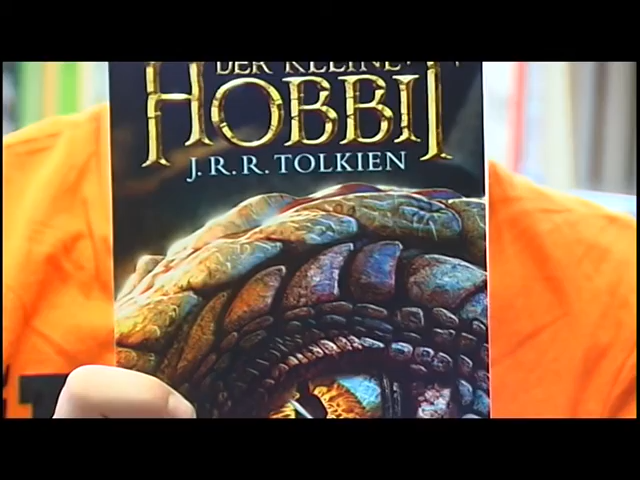 DER KLEINE
HOBBIT
J. R. R. TOLKIEN